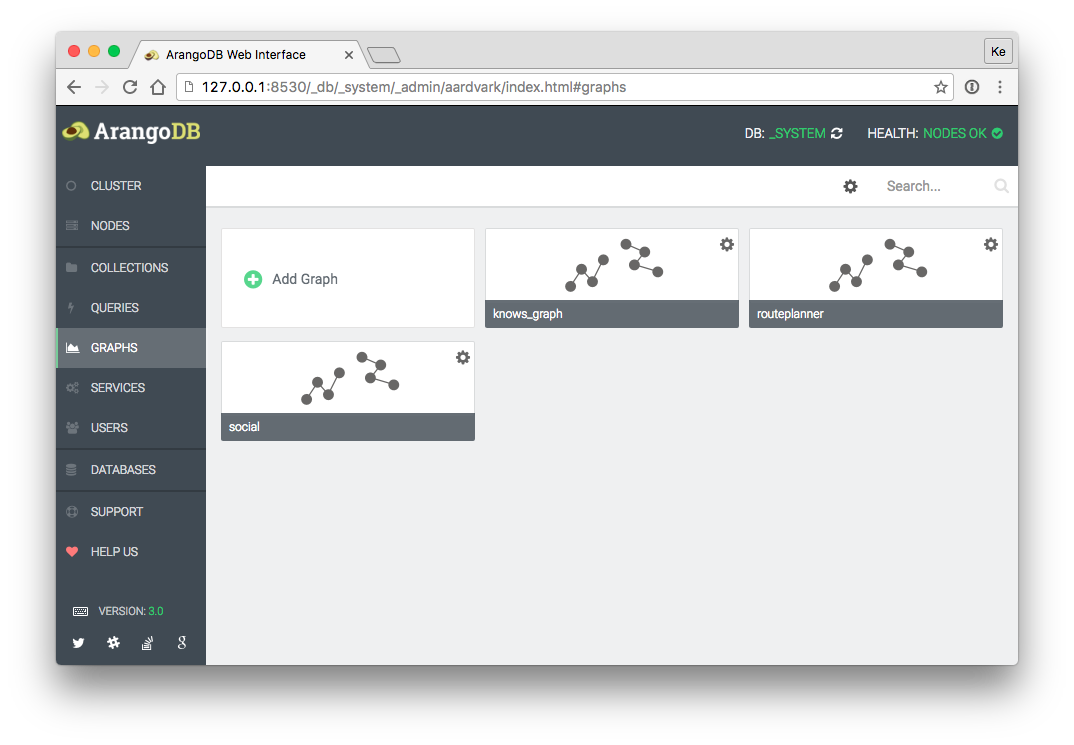 ArangoDB Web Interface
Ke
127.0.0.1:8530/_db/_system/_admin/aardvark/index.html#graphs
ArangoDB
DB: _SYSTEM
HEALTH: NODES OK
CLUSTER
Search...
NODES
COLLECTIONS
Add Graph
QUERIES
knows_graph
routeplanner
GRAPHS
SERVICES
USERS
social
DATABASES
SUPPORT
HELP US
VERSION: 3.0